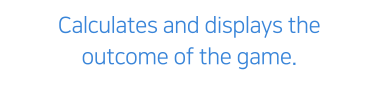 Calculates and displays the
outcome of the game.